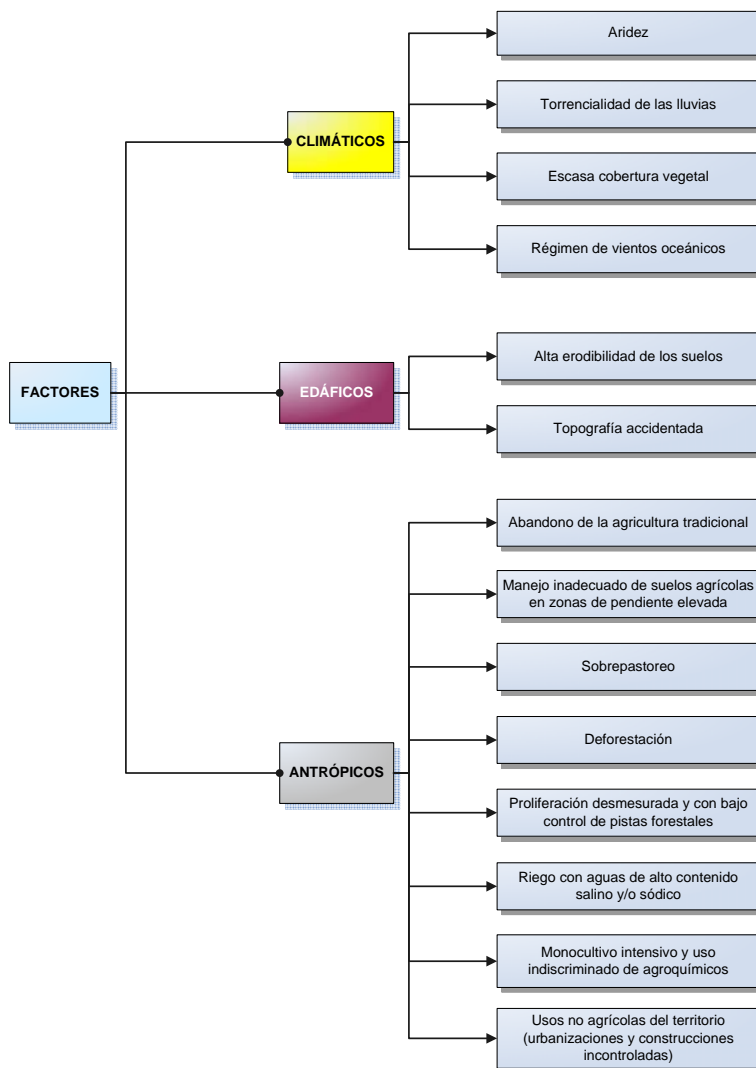 FACTORES
CLIMÁTICOS
Aridez
Torrencialidad de las lluvias
Escasa cobertura vegetal
Régimen de vientos oceánicos
EDÁFICOS
Alta erodibilidad de los suelos
Topografía accidentada
ANTRÓPICOS
Abandono de la agricultura tradicional
Manejo inadecuado de suelos agrícolas
en zonas de pendiente elevada
Sobrepastoreo
Deforestación
Proliferación desmesurada y con bajo
control de pistas forestales
Riego con aguas de alto contenido
salino y/o sódico
Monocultivo intensivo y uso
indiscriminado de agroquímicos
Usos no agrícolas del territorio
(urbanizaciones y construcciones
incontroladas)